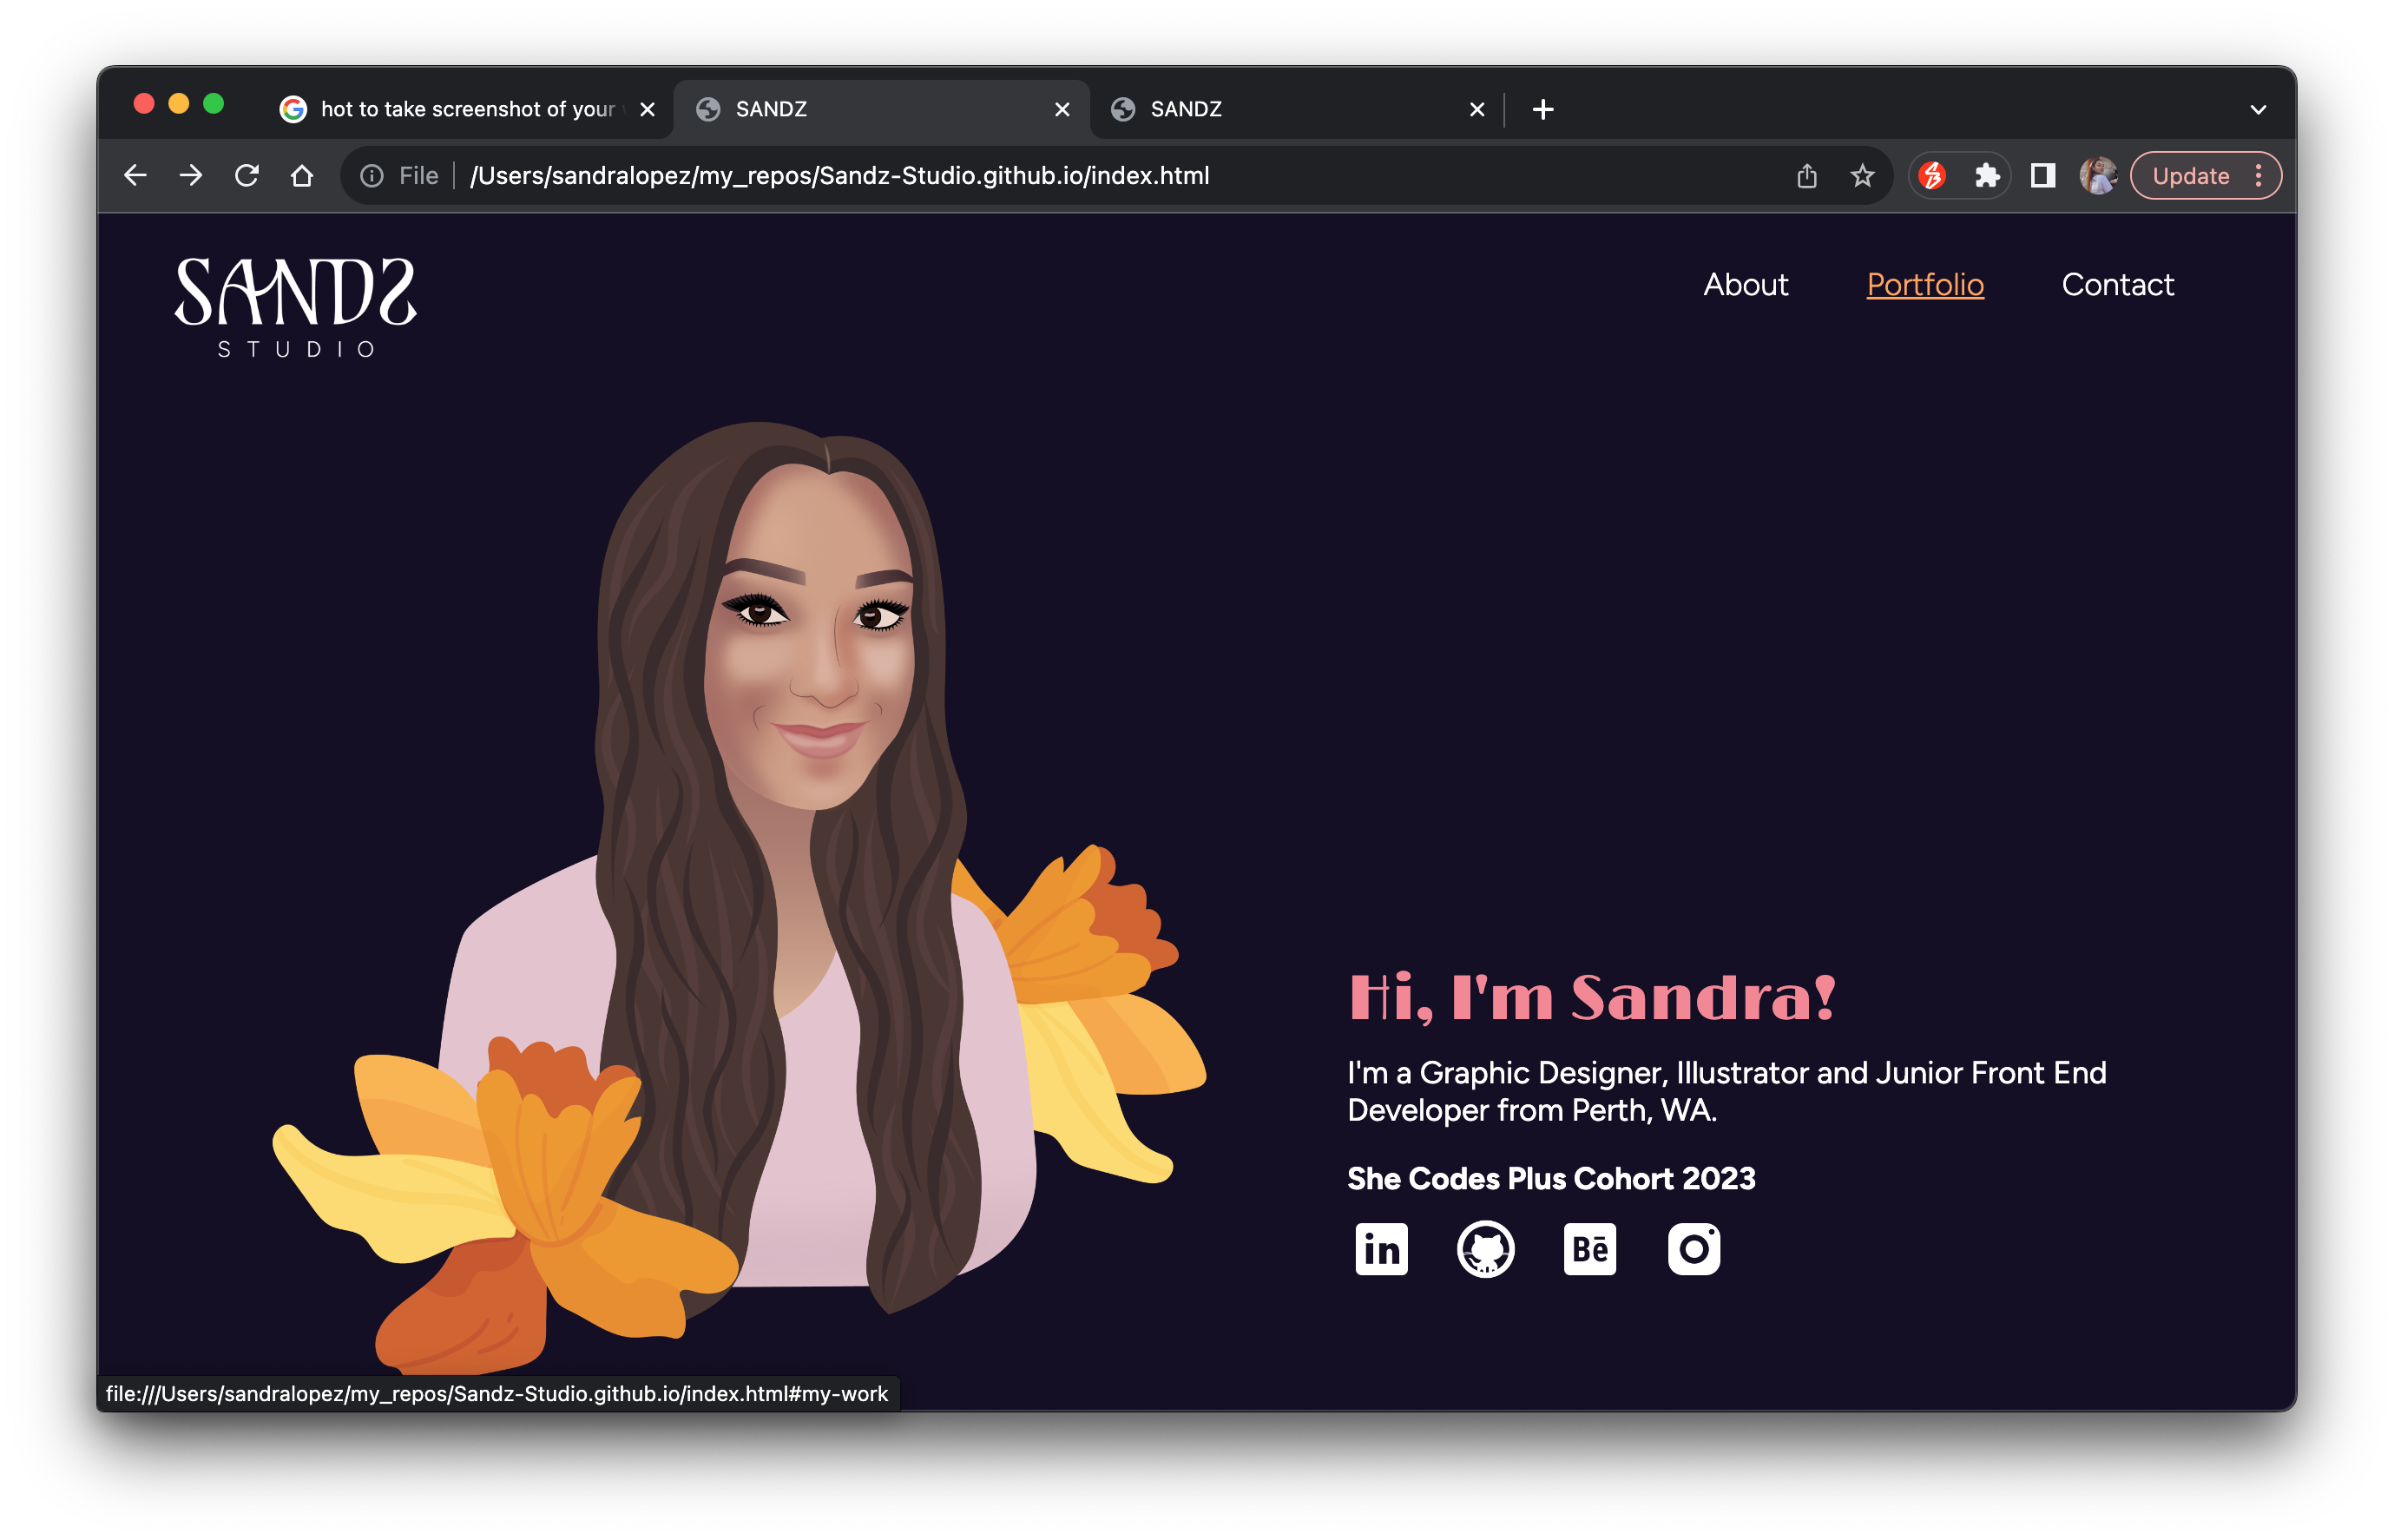 hot to take screenshot of your
SANDZ
SANDZ
File
/Users/sandralopez/my_repos/Sandz-Studio.github.io/index.html
Update
SANDZ
STUDIO
About
Portfolio
Contact
Hi, I'm Sandra!
I'm a Graphic Designer, Illustrator and Junior Front End
Developer from Perth, WA.
She Codes Plus Cohort 2023
in
Bē
file:///Users/sandralopez/my_repos/Sandz-Studio.github.io/index.html#my-work